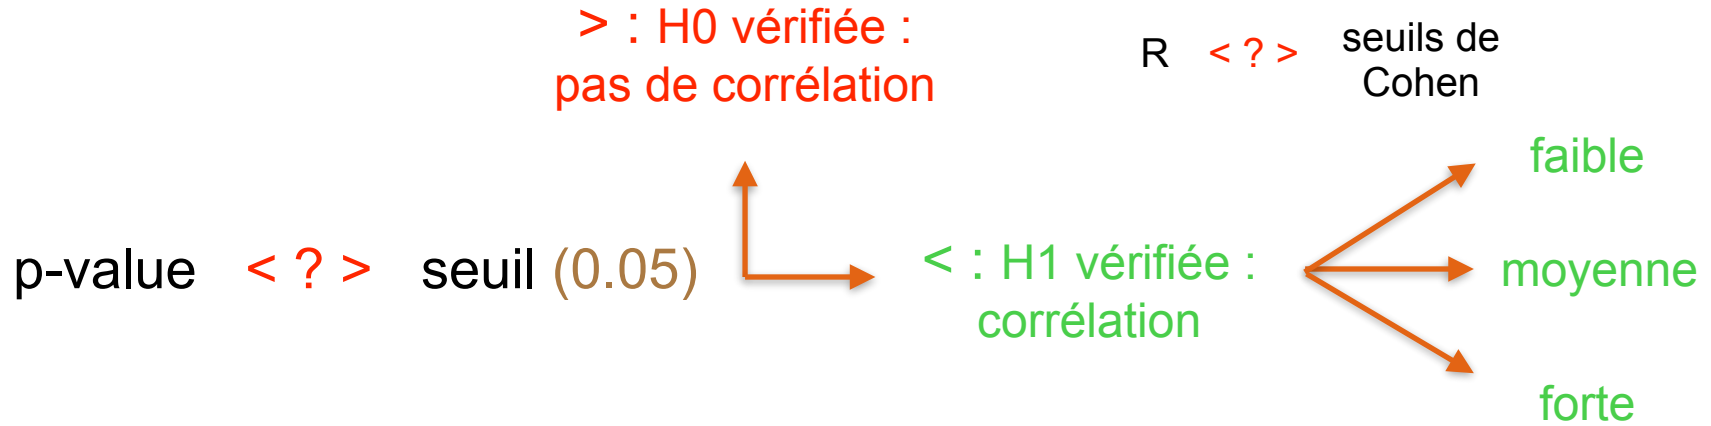 > : H0 vérifiée :
pas de corrélation
R < ? > seuils de
Cohen
faible
p-value < ? > seuil (0.05)
< : H1 vérifiée :
corrélation
moyenne
forte